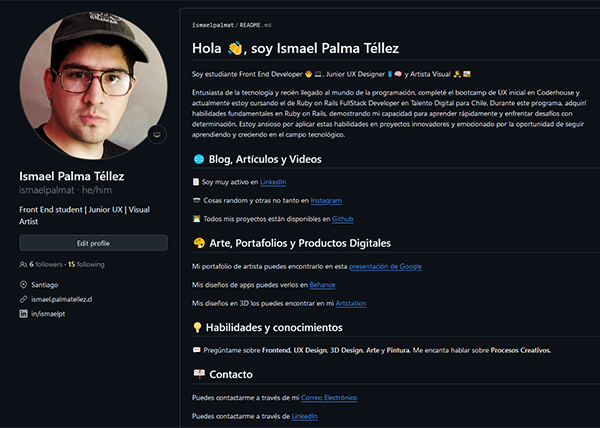 Ismael Palma Téllez
ismaelpalmat · he/him
Front End student | Junior UX | Visual
Artist
Edit profile
6 followers · 15 following
Santiago
ismael.palmatellez.cl
in/ismaelpt
ismaelpalmat / README.md
Hola 👋, soy Ismael Palma Téllez
Soy estudiante Front End Developer 🧑‍💻, Junior UX Designer 📱🧠 y Artista Visual
Entusiasta de la tecnología y recién llegado al mundo de la programación, completé el bootcamp de UX inicial en Coderhouse y
actualmente estoy cursando el de Ruby on Rails FullStack Developer en Talento Digital para Chile. Durante este programa, adquirí
habilidades fundamentales en Ruby on Rails, demostrando mi capacidad para aprender rápidamente y enfrentar desafíos con
determinación. Estoy ansioso por aplicar estas habilidades en proyectos innovadores y emocionado por la oportunidad de seguir
aprendiendo y creciendo en el campo tecnológico.
🌐 Blog, Artículos y Videos
Soy muy activo en LinkedIn
Cosas random y otras no tanto en Instagram
Todos mis proyectos están disponibles en Github
🎨 Arte, Portafolios y Productos Digitales
Mi portafolio de artista puedes encontrarlo en esta presentación de Google
Mis diseños de apps puedes verlos en Behance
Mis diseños en 3D los puedes encontrar en mi Artstation
💡 Habilidades y conocimientos
💬 Pregúntame sobre Frontend, UX Design, 3D Design, Arte y Pintura. Me encanta hablar sobre Procesos Creativos.
📬 Contacto
Puedes contactarme a través de mi Correo Electrónico
Puedes contactarme a través de LinkedIn